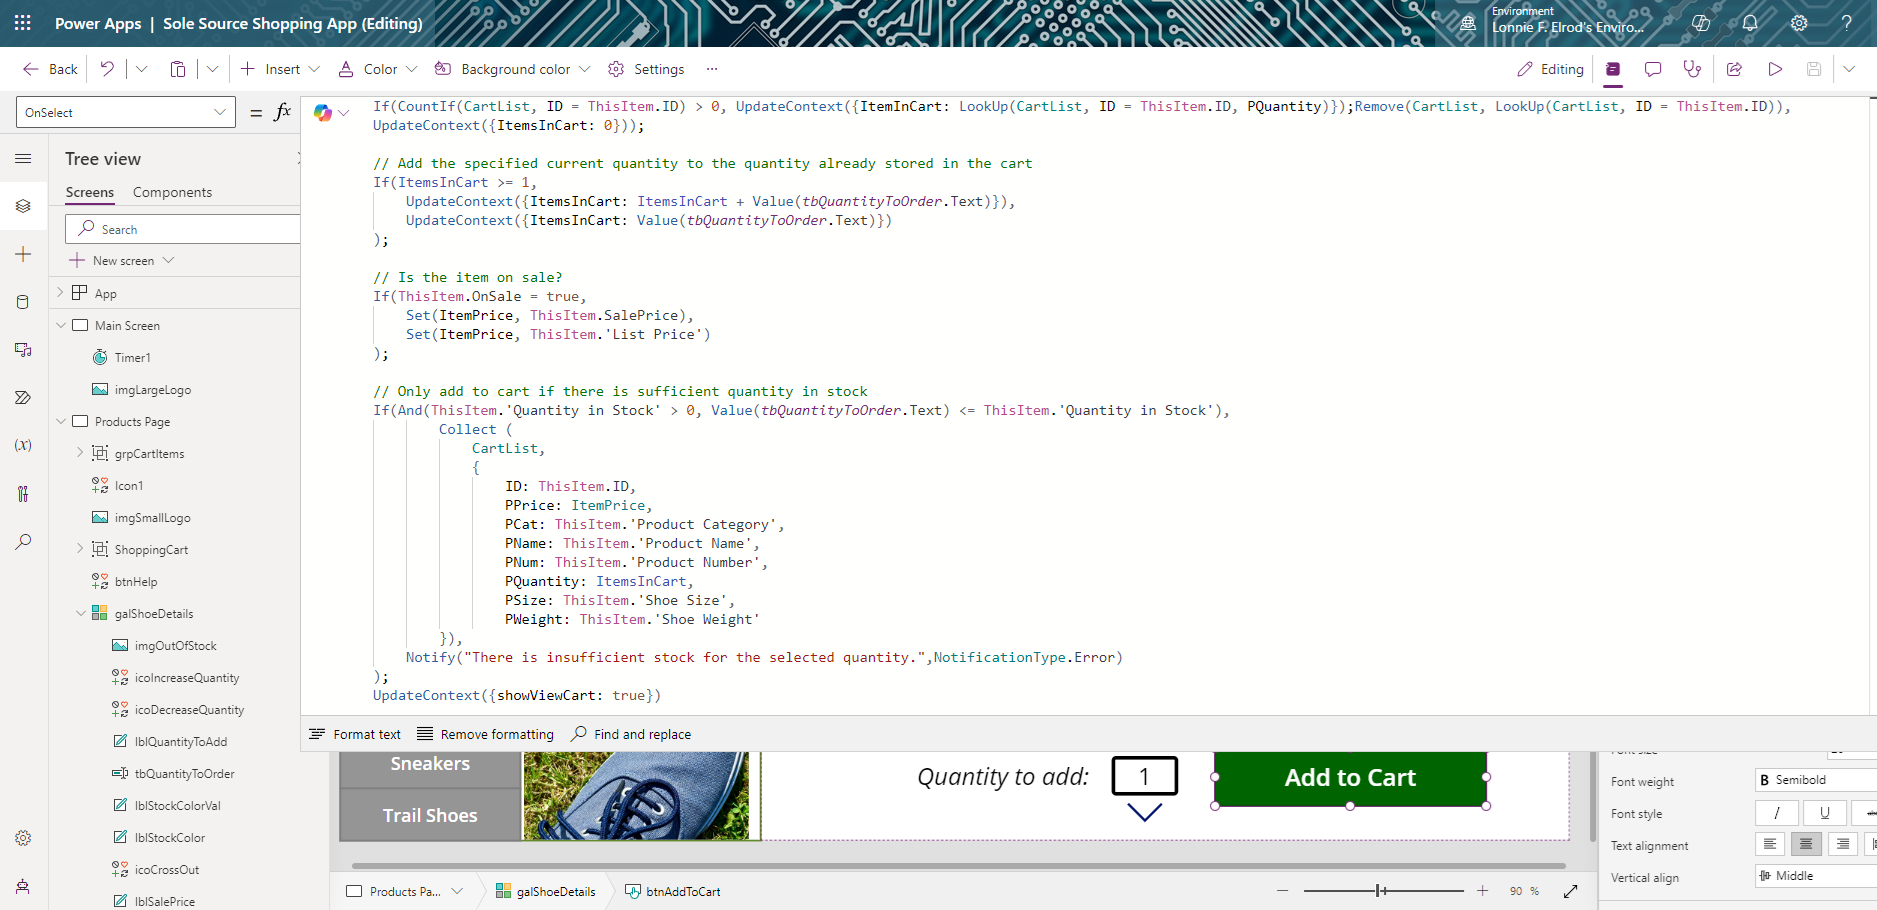 Power Apps | Sole Source Shopping App (Editing)
Environment
Lonnie F. Elrod's Enviro...
?
Back
Insert
Color
Background color
Settings
...
Editing
OnSelect
= fx
If(CountIf(CartList, ID = ThisItem.ID) > 0, UpdateContext({ItemInCart: LookUp(CartList, ID = ThisItem.ID, PQuantity)});Remove(CartList, LookUp(CartList, ID = ThisItem.ID)),
UpdateContext({ItemsInCart: 0}));
// Add the specified current quantity to the quantity already stored in the cart
If(ItemsInCart >= 1,
UpdateContext({ItemsInCart: ItemsInCart + Value(tbQuantityToOrder.Text)}),
UpdateContext({ItemsInCart: Value(tbQuantityToOrder.Text)})
);
// Is the item on sale?
If(ThisItem.OnSale = true,
Set(ItemPrice, ThisItem.SalePrice),
Set(ItemPrice, ThisItem.'List Price')
);
// Only add to cart if there is sufficient quantity in stock
If(And(ThisItem.'Quantity in Stock' > 0, Value(tbQuantityToOrder.Text) <= ThisItem.'Quantity in Stock'),
Collect (
CartList,
{
ID: ThisItem.ID,
PPrice: ItemPrice,
PCat: ThisItem.'Product Category',
PName: ThisItem.'Product Name',
PNum: ThisItem.'Product Number',
PQuantity: ItemsInCart,
PSize: ThisItem.'Shoe Size',
PWeight: ThisItem.'Shoe Weight'
}),
Notify("There is insufficient stock for the selected quantity.",NotificationType.Error)
);
UpdateContext({showViewCart: true})
Format text
Remove formatting
Find and replace
Tree view
Screens
Components
Search
New screen
App
Main Screen
Timer1
imgLargeLogo
Products Page
grpCartItems
Icon1
imgSmallLogo
ShoppingCart
btnHelp
galShoeDetails
imgOutOfStock
icoIncreaseQuantity
icoDecreaseQuantity
lblQuantityToAdd
tbQuantityToOrder
lblStockColorVal
lblStockColor
icoCrossOut
lblSalePrice
(x)
Sneakers
Trail Shoes
Quantity to add:
1
Add to Cart
Font weight
B Semibold
Font style
/ U
Text alignment
Vertical align
Middle
Products Pa...
galShoeDetails
btnAddToCart
90 %